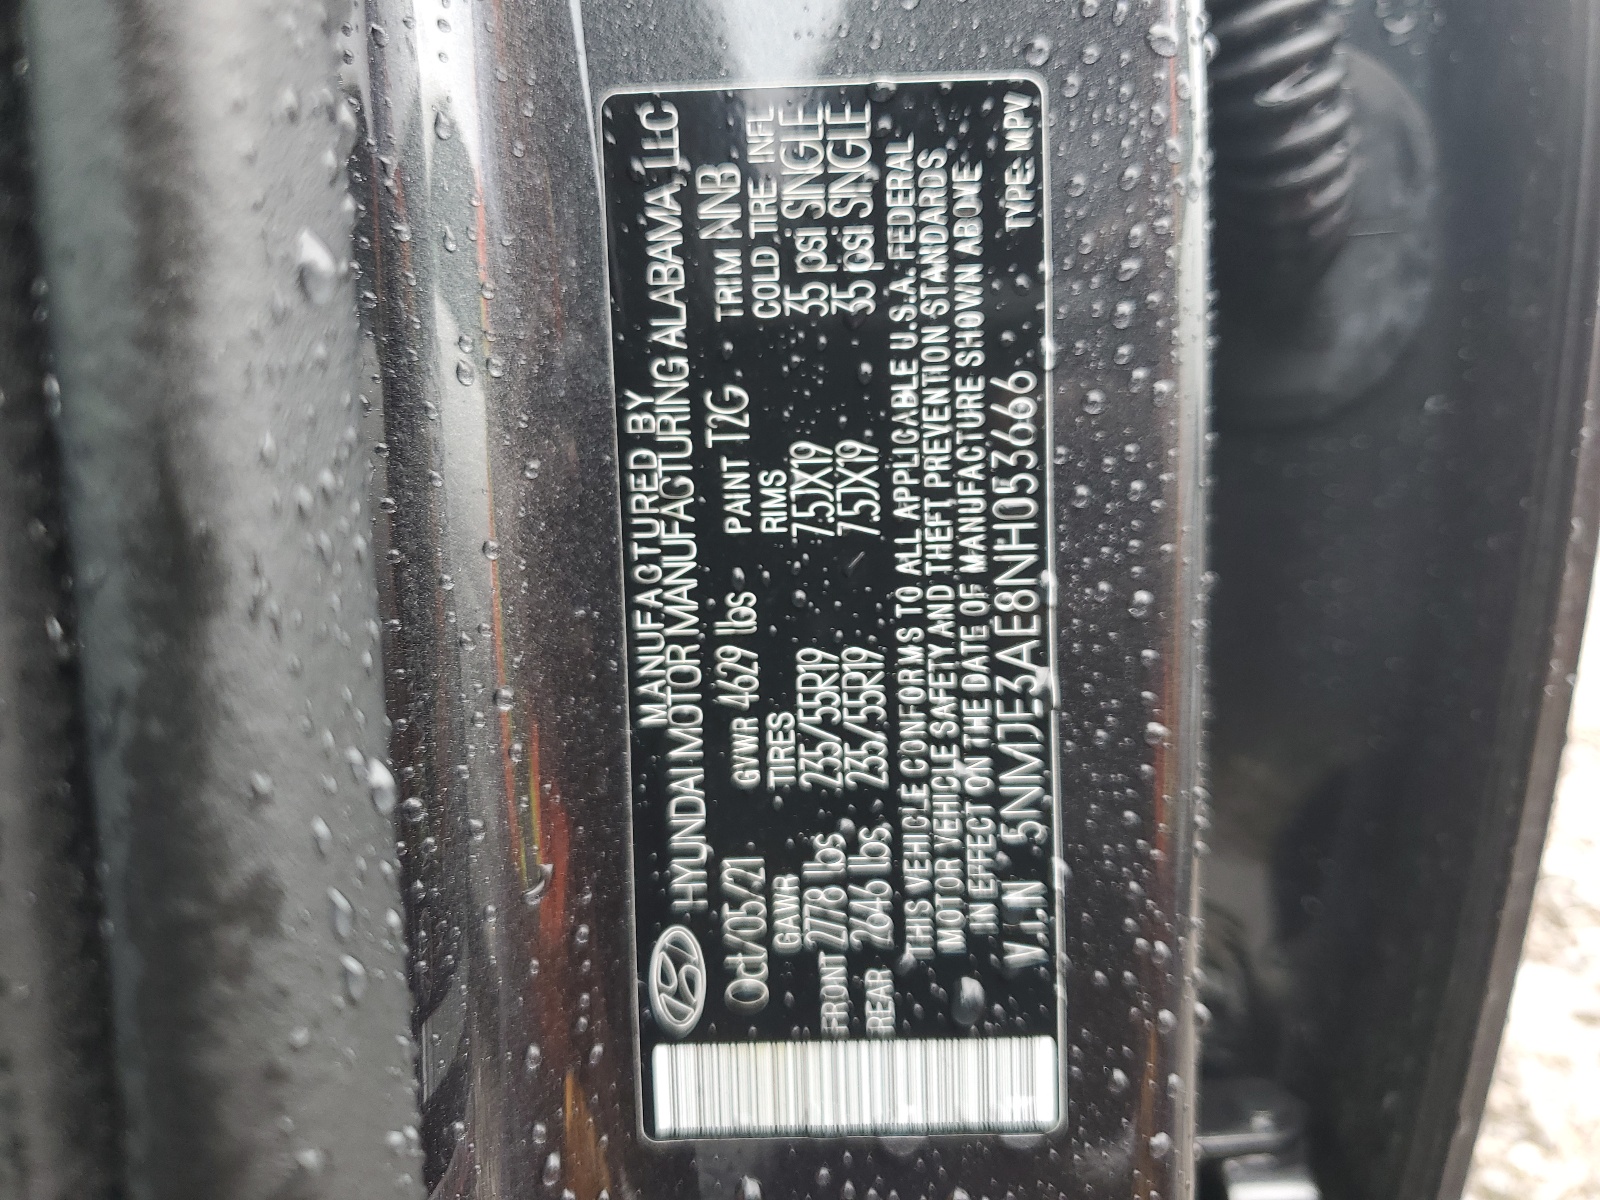 MANUFACTURED BY
HYUNDAI MOTOR MANUFACTURING ALABAMA, LLC
Oct/05/21 GVWR 4629 lbs PAINT T2G TRIM NNB
GAWR TIRES RIMS COLD TIRE INFL
FRONT 2778 lbs 235/55R19 7.5JX19 35 psi SINGLE
REAR 2646 lbs 235/55R19 7.5JX19 35 psi SINGLE
THIS VEHICLE CONFORMS TO ALL APPLICABLE U.S.A. FEDERAL
MOTOR VEHICLE SAFETY AND THEFT PREVENTION STANDARDS
IN EFFECT ON THE DATE OF MANUFACTURE SHOWN ABOVE
V.I.N 5NMJE3AE8NH053666 TYPE: MPV